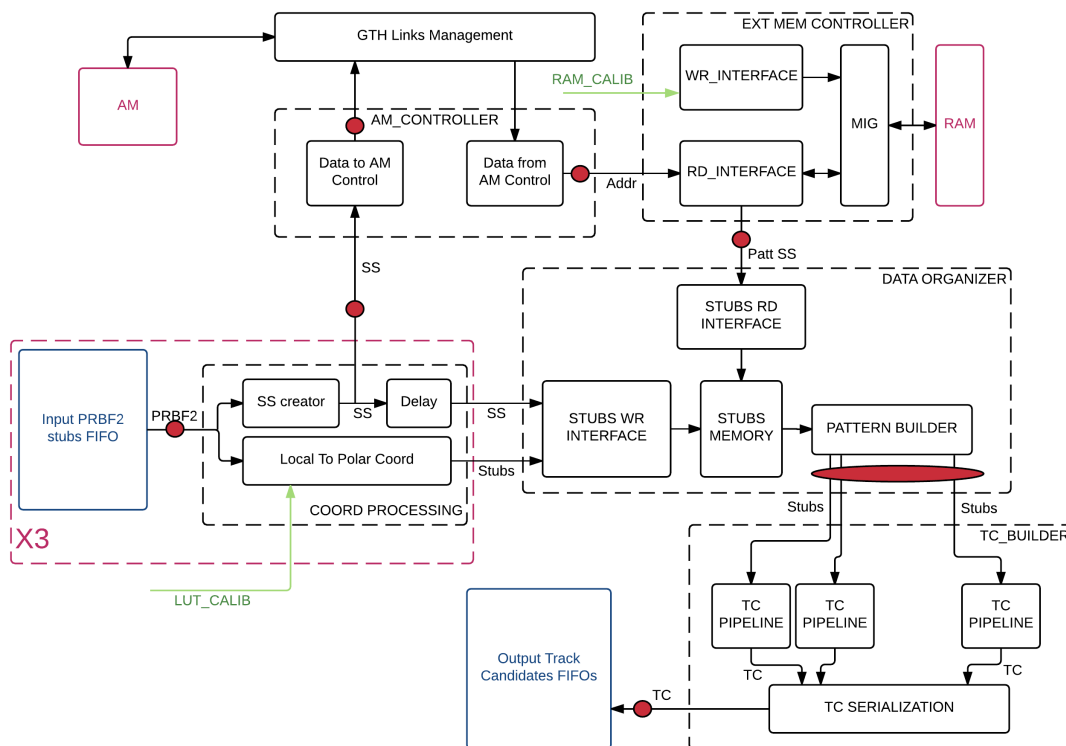 EXT MEM CONTROLLER
GTH Links Management
RAM_CALIB
WR_INTERFACE
AM
AM_CONTROLLER
MIG
RAM
Data to AM
Control
Data from
AM Control
Addr
RD_INTERFACE
Patt SS
SS
DATA ORGANIZER
STUBS RD
INTERFACE
Input PRBF2
stubs FIFO
PRBF2
SS creator
SS
Delay
SS
STUBS WR
INTERFACE
STUBS
MEMORY
PATTERN BUILDER
Local To Polar Coord
Stubs
COORD PROCESSING
X3
Stubs
Stubs
TC_BUILDER
LUT_CALIB
TC
PIPELINE
TC
PIPELINE
TC
PIPELINE
Output Track
Candidates FIFOs
TC
TC
TC
TC SERIALIZATION